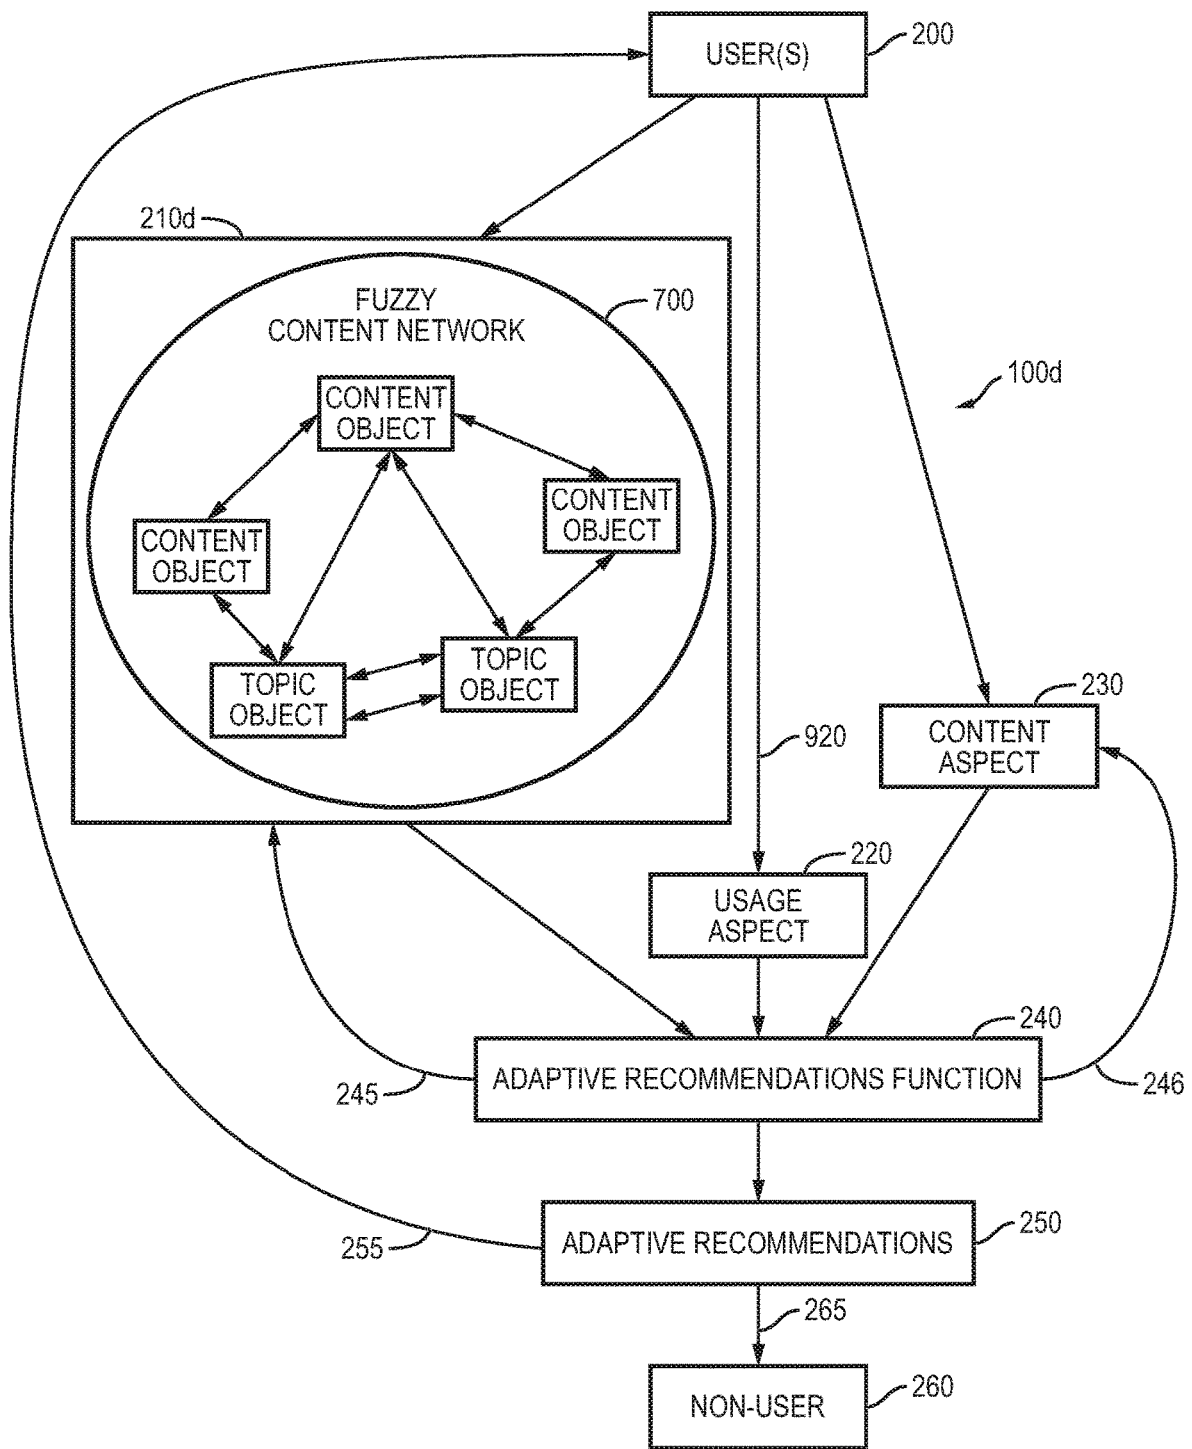 200
USER(S)
210d
FUZZY
CONTENT NETWORK
700
100d
CONTENT
OBJECT
CONTENT
OBJECT
CONTENT
OBJECT
TOPIC
OBJECT
TOPIC
OBJECT
230
CONTENT
ASPECT
920
220
USAGE
ASPECT
240
ADAPTIVE RECOMMENDATIONS FUNCTION
245
246
250
ADAPTIVE RECOMMENDATIONS
255
265
NON-USER
260